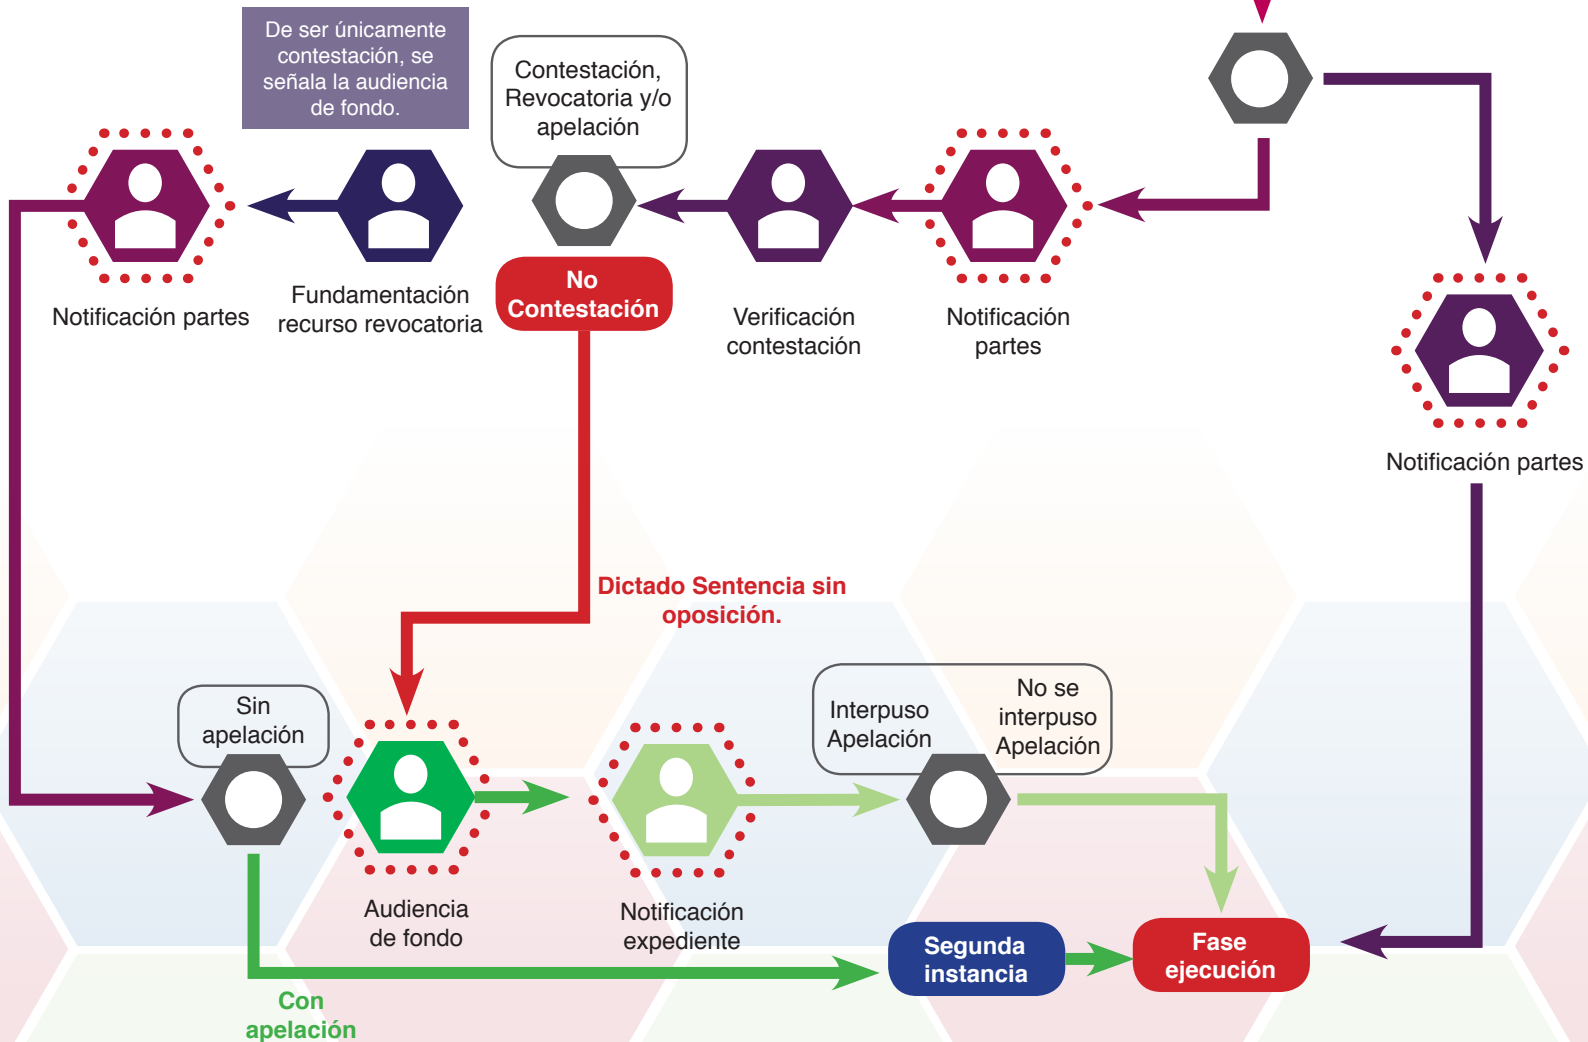 De ser únicamente
contestación, se
señala la audiencia
de fondo.
Contestación,
Revocatoria y/o
apelación
Notificación partes
Fundamentación
recurso revocatoria
No
Contestación
Verificación
contestación
Notificación
partes
Notificación partes
Dictado Sentencia sin
oposición.
Sin
apelación
Interpuso
Apelación
No se
interpuso
Apelación
Audiencia
de fondo
Notificación
expediente
Segunda
instancia
Fase
ejecución
Con
apelación